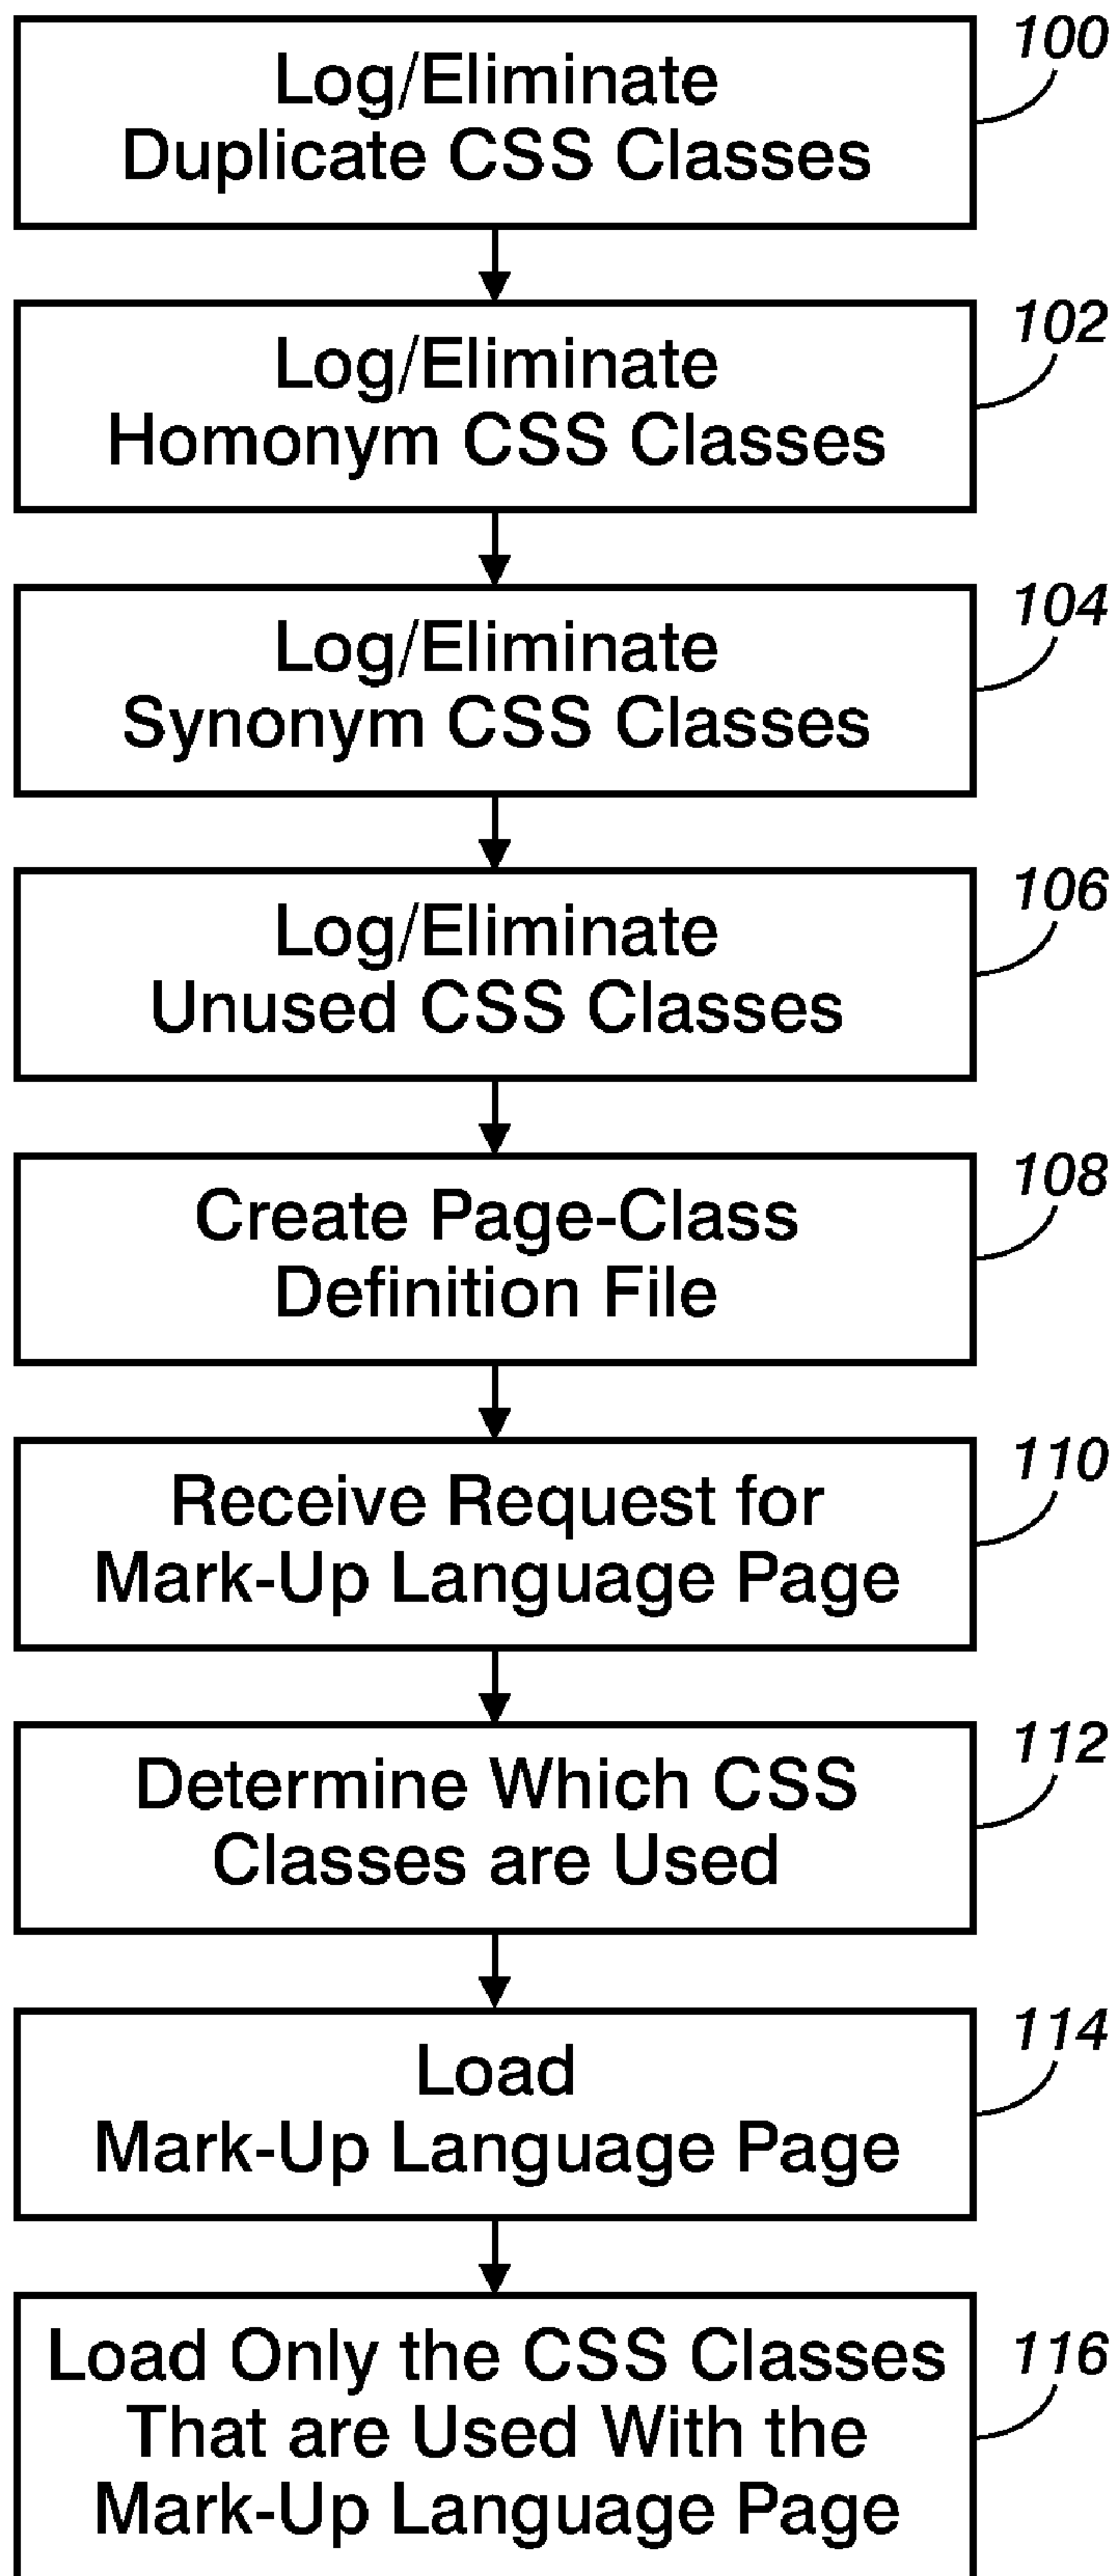 Log/Eliminate
Duplicate CSS Classes
100
Log/Eliminate
Homonym CSS Classes
102
Log/Eliminate
Synonym CSS Classes
104
Log/Eliminate
Unused CSS Classes
106
Create Page-Class
Definition File
108
Receive Request for
Mark-Up Language Page
110
Determine Which CSS
Classes are Used
112
Load
Mark-Up Language Page
114
Load Only the CSS Classes
That are Used With the
Mark-Up Language Page
116